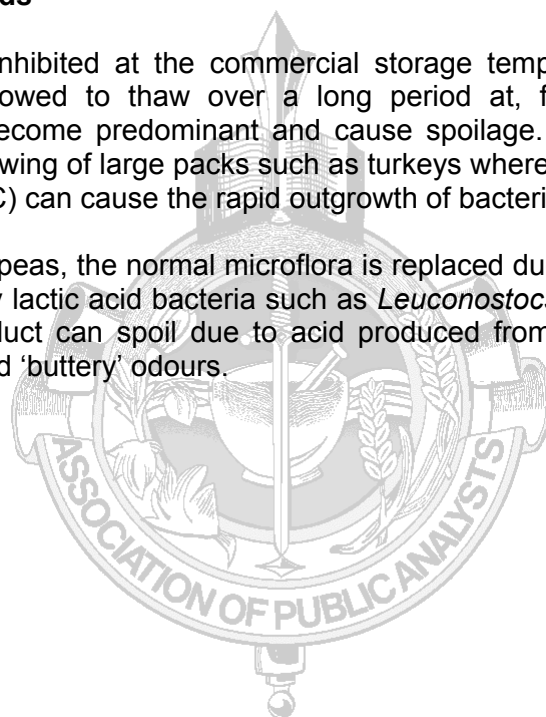 ds
nhibited at the commercial storage temp
owed to thaw over a long period at, f
ecome predominant and cause spoilage.
wing of large packs such as turkeys where
C) can cause the rapid outgrowth of bacteri
peas, the normal microflora is replaced du
y lactic acid bacteria such as Leuconostocs
duct can spoil due to acid produced from
d ‘buttery’ odours.
ASSOCIATION OF PUBLIC ANALYSTS